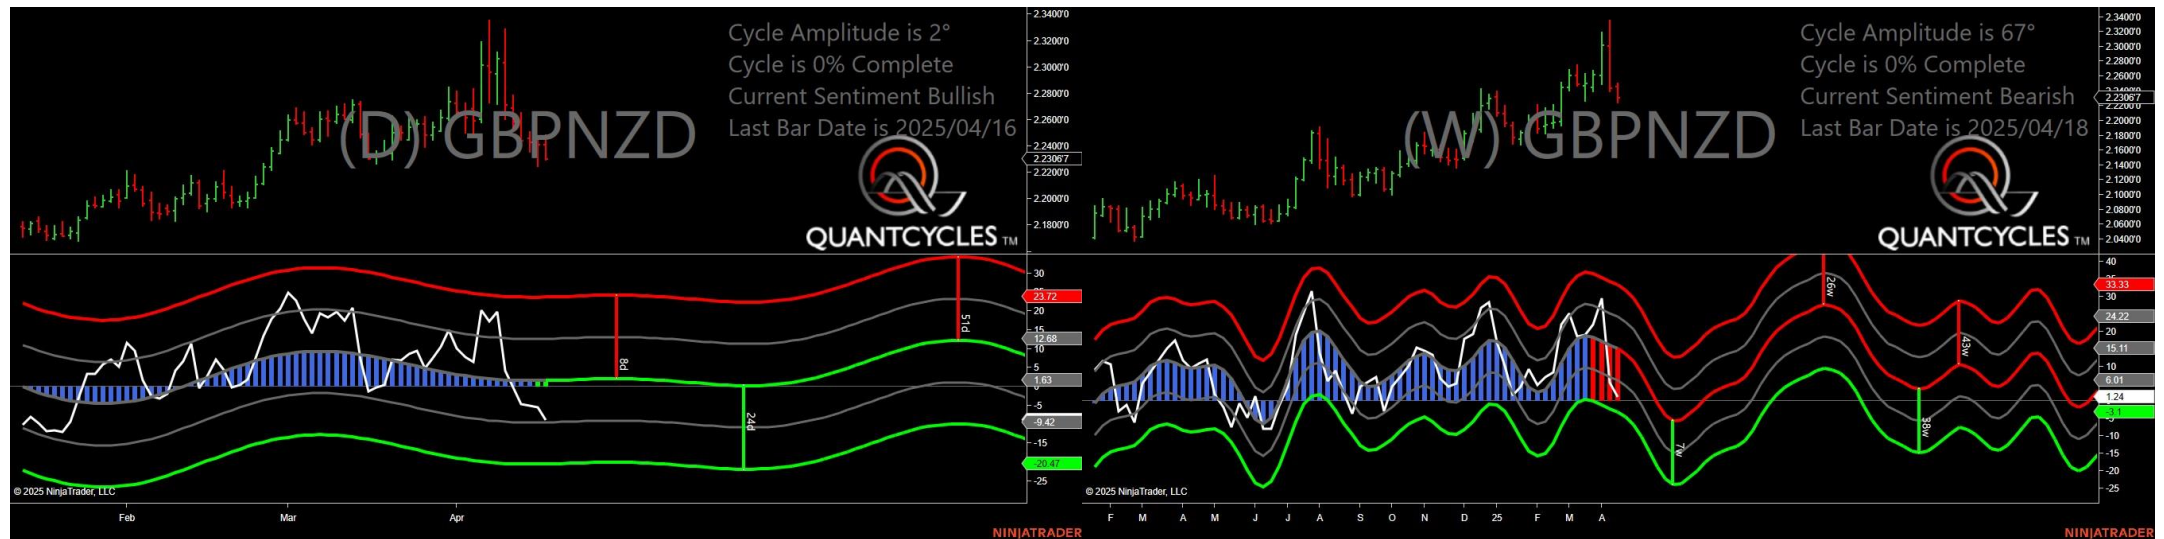 Cycle Amplitude is 2°
Cycle is 0% Complete
Current Sentiment Bullish
Last Bar Date is 2025/04/16
(D) GBPNZD
QUANTCYCLES TM
2.3400'0
2.3200'0
2.3000'0
2.2800'0
2.2600'0
2.2400'0
2.2306'7
2.2200'0
2.2000'0
2.1800'0
30
23.72
20
15
12.68
10
5
1.63
-5
-9.42
-15
-20.47
-25
8d
24d
51d
© 2025 NinjaTrader, LLC
Feb Mar Apr
NINJATRADER
Cycle Amplitude is 67°
Cycle is 0% Complete
Current Sentiment Bearish
Last Bar Date is 2025/04/18
(W) GBPNZD
QUANTCYCLES TM
2.3400'0
2.3200'0
2.3000'0
2.2800'0
2.2600'0
2.2306'7
2.2000'0
2.1800'0
2.1600'0
2.1400'0
2.1200'0
2.1000'0
2.0800'0
2.0600'0
2.0400'0
40
33.33
30
24.22
20
15.11
10
6.01
1.24
-3.1
-10
-15
-20
-25
7w
26w
38w
43w
© 2025 NinjaTrader, LLC
F M A M J J A S O N D 25 F M A
NINJATRADER